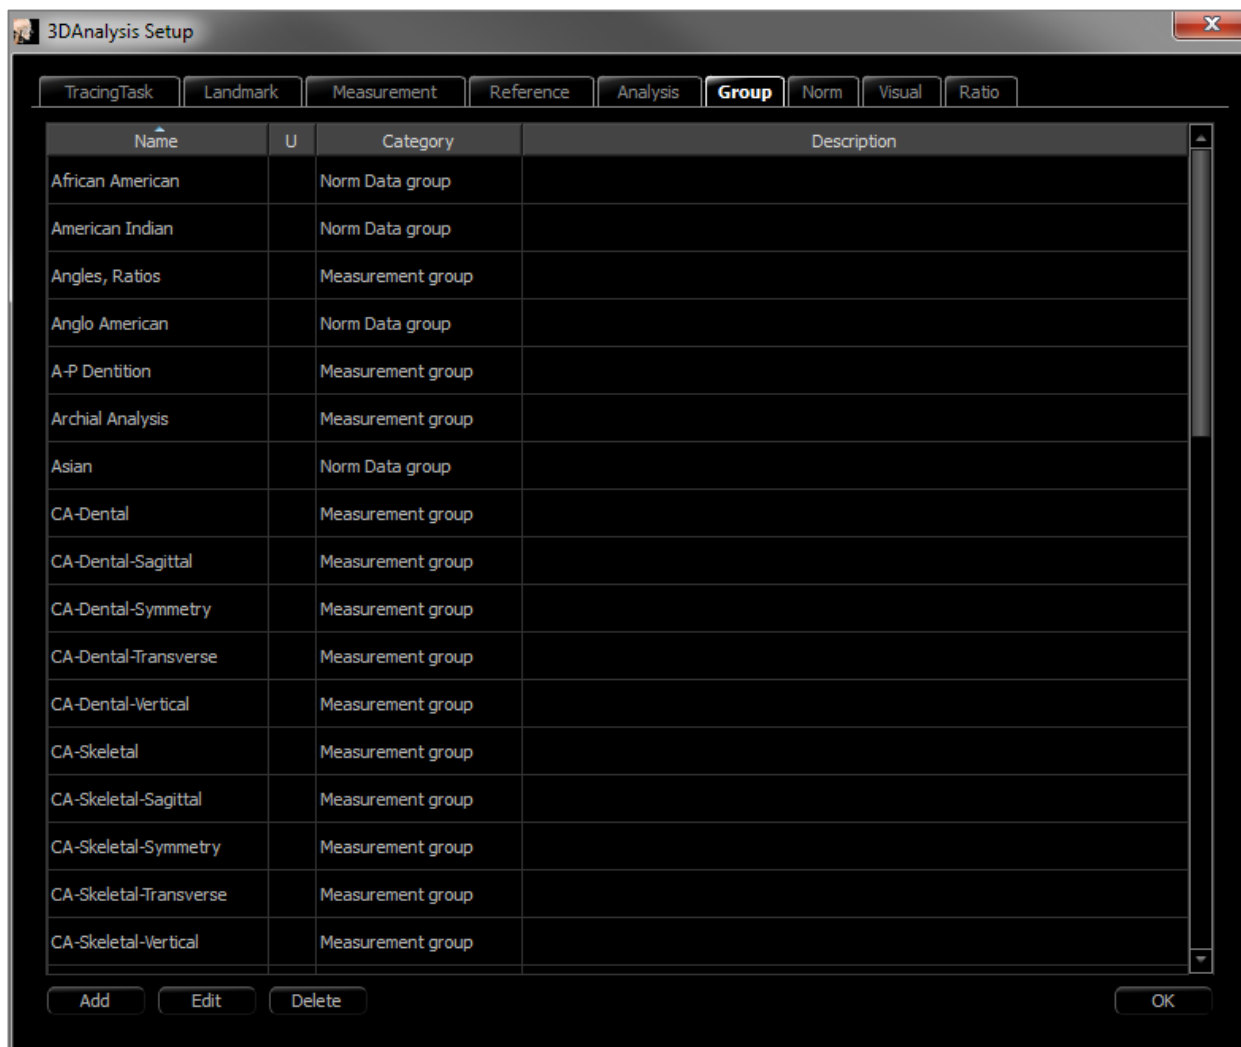 3DAnalysis Setup
x
TracingTask Landmark Measurement Reference Analysis Group Norm Visual Ratio
Name U Category Description
African American Norm Data group
American Indian Norm Data group
Angles, Ratios Measurement group
Anglo American Norm Data group
A-P Dentition Measurement group
Archial Analysis Measurement group
Asian Norm Data group
CA-Dental Measurement group
CA-Dental-Sagittal Measurement group
CA-Dental-Symmetry Measurement group
CA-Dental-Transverse Measurement group
CA-Dental-Vertical Measurement group
CA-Skeletal Measurement group
CA-Skeletal-Sagittal Measurement group
CA-Skeletal-Symmetry Measurement group
CA-Skeletal-Transverse Measurement group
CA-Skeletal-Vertical Measurement group
Add Edit Delete OK